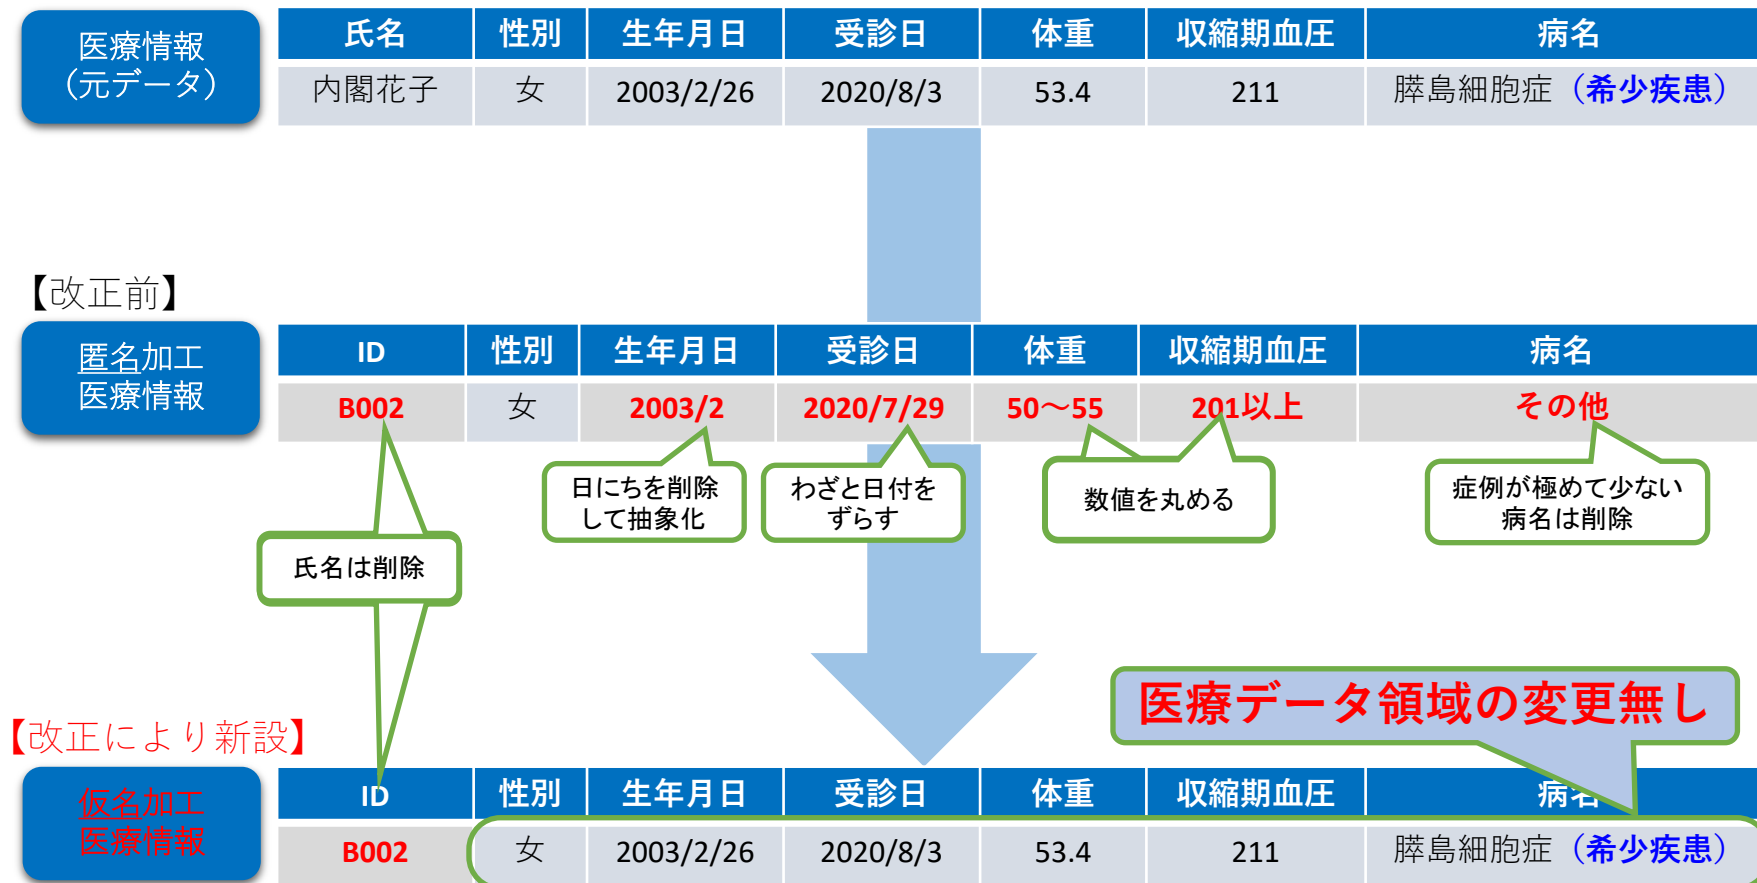 医療情報
(元データ)
氏名 性別 生年月日 受診日 体重 収縮期血圧 病名
内閣花子 女 2003/2/26 2020/8/3 53.4 211 膵島細胞症（希少疾患）
【改正前】
匿名加工
医療情報
ID 性別 生年月日 受診日 体重 収縮期血圧 病名
B002 女 2003/2 2020/7/29 50～55 201以上 その他
日にちを削除
して抽象化
わざと日付を
ずらす
数値を丸める
症例が極めて少ない
病名は削除
氏名は削除
医療データ領域の変更無し
【改正により新設】
仮名加工
医療情報
ID 性別 生年月日 受診日 体重 収縮期血圧 病名
B002 女 2003/2/26 2020/8/3 53.4 211 膵島細胞症（希少疾患）